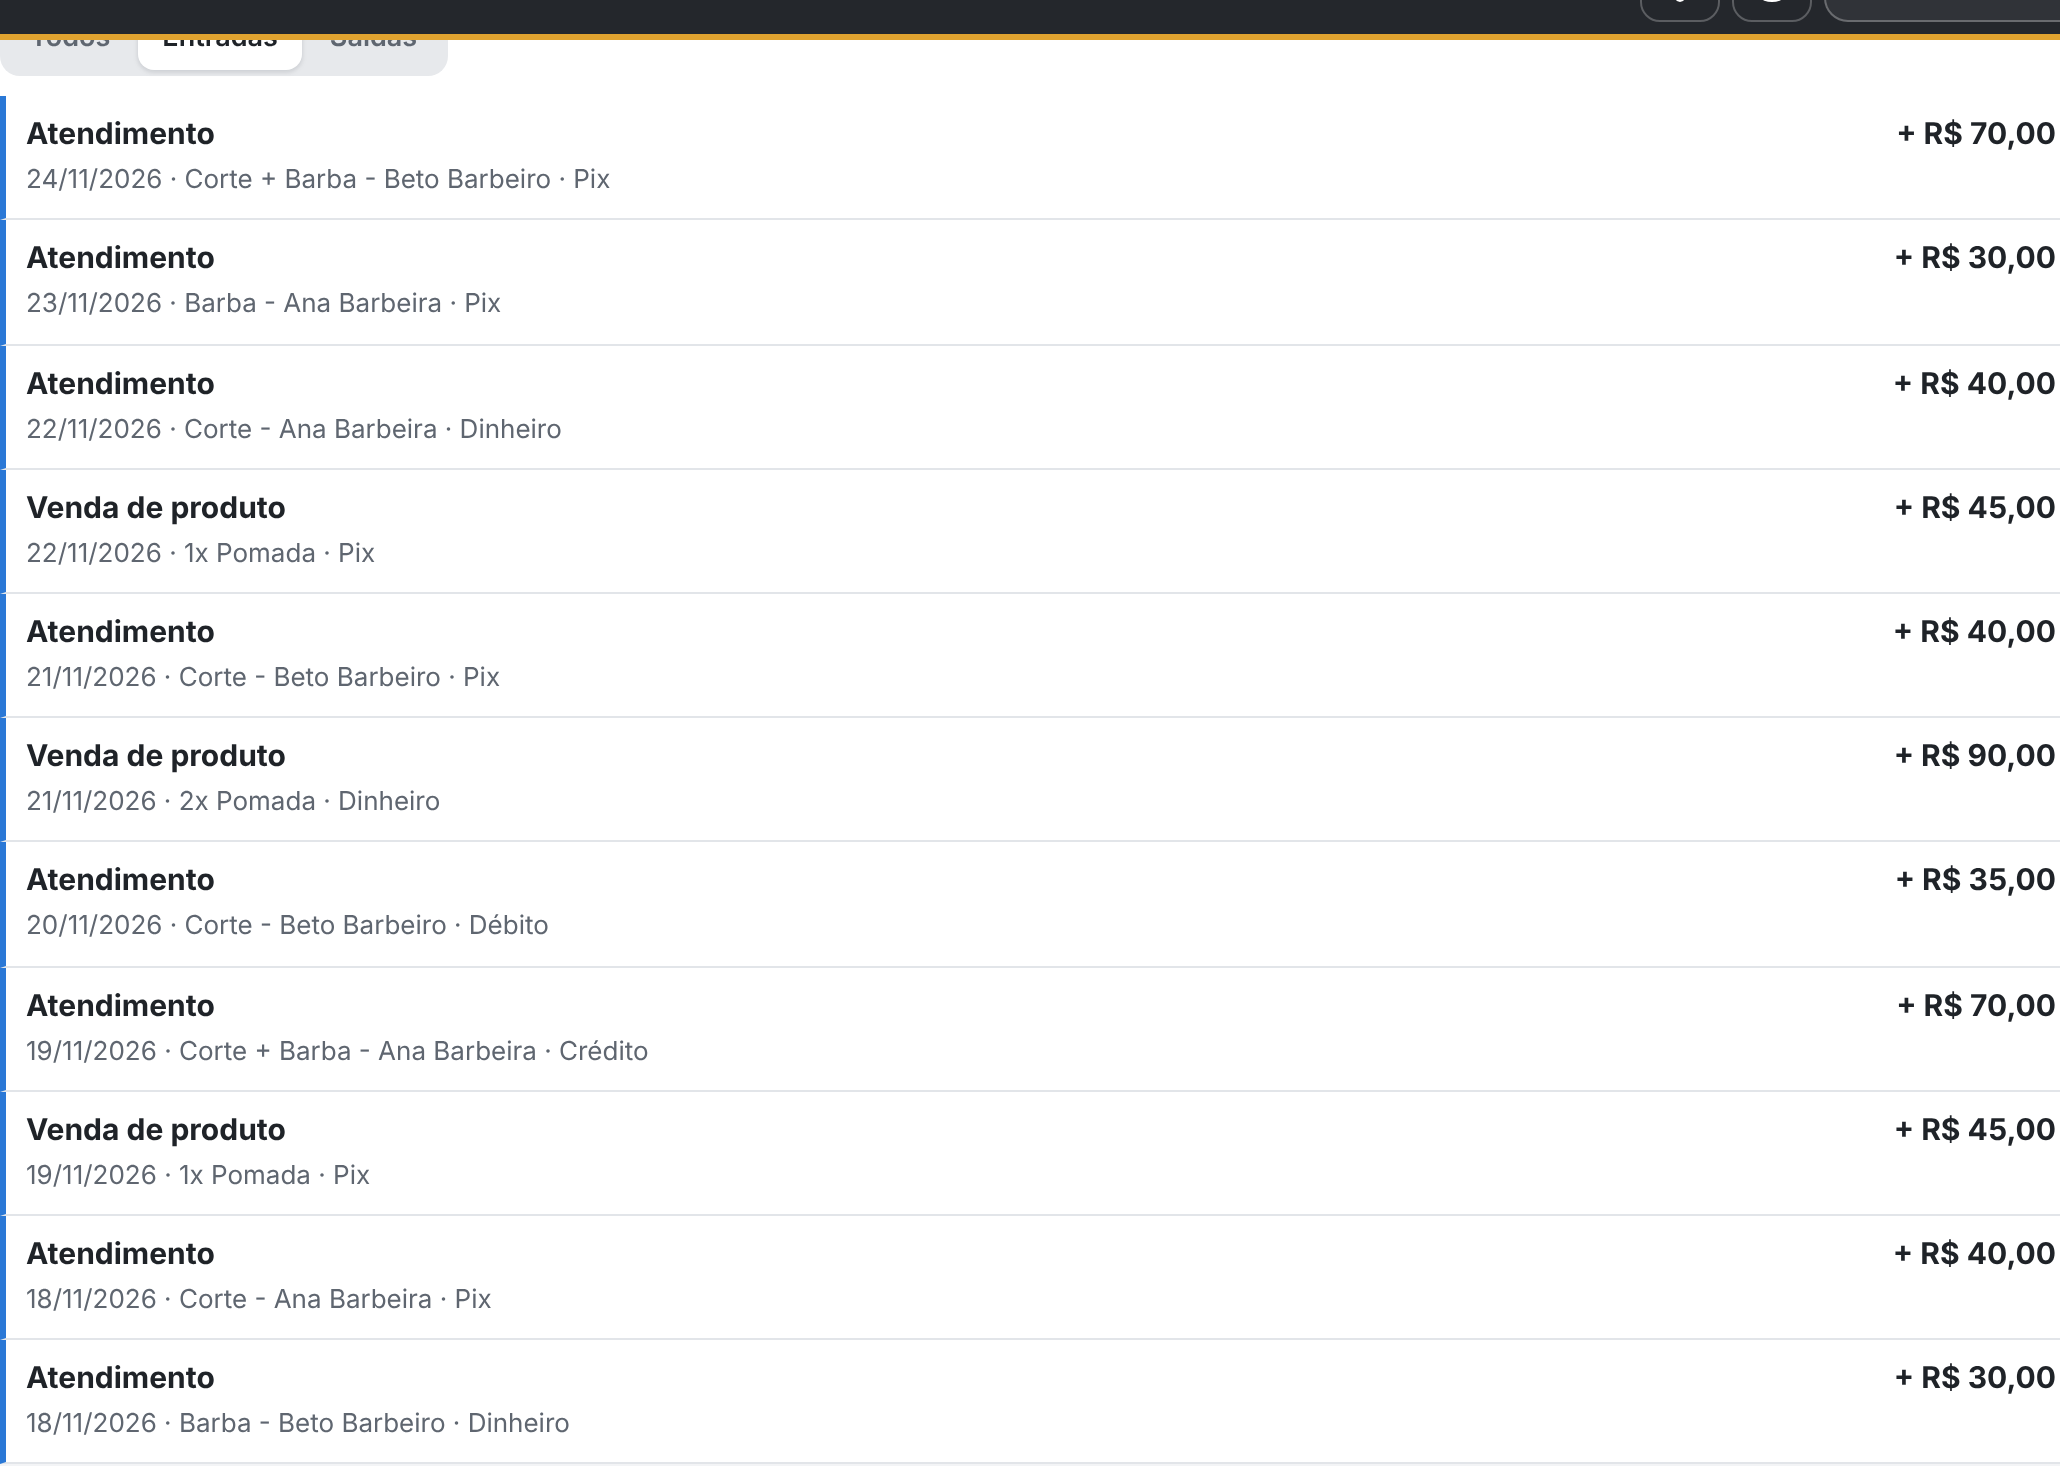 Todos Entradas Saídas
Atendimento + R$ 70,00
24/11/2026 · Corte + Barba - Beto Barbeiro · Pix
Atendimento + R$ 30,00
23/11/2026 · Barba - Ana Barbeira · Pix
Atendimento + R$ 40,00
22/11/2026 · Corte - Ana Barbeira · Dinheiro
Venda de produto + R$ 45,00
22/11/2026 · 1x Pomada · Pix
Atendimento + R$ 40,00
21/11/2026 · Corte - Beto Barbeiro · Pix
Venda de produto + R$ 90,00
21/11/2026 · 2x Pomada · Dinheiro
Atendimento + R$ 35,00
20/11/2026 · Corte - Beto Barbeiro · Débito
Atendimento + R$ 70,00
19/11/2026 · Corte + Barba - Ana Barbeira · Crédito
Venda de produto + R$ 45,00
19/11/2026 · 1x Pomada · Pix
Atendimento + R$ 40,00
18/11/2026 · Corte - Ana Barbeira · Pix
Atendimento + R$ 30,00
18/11/2026 · Barba - Beto Barbeiro · Dinheiro